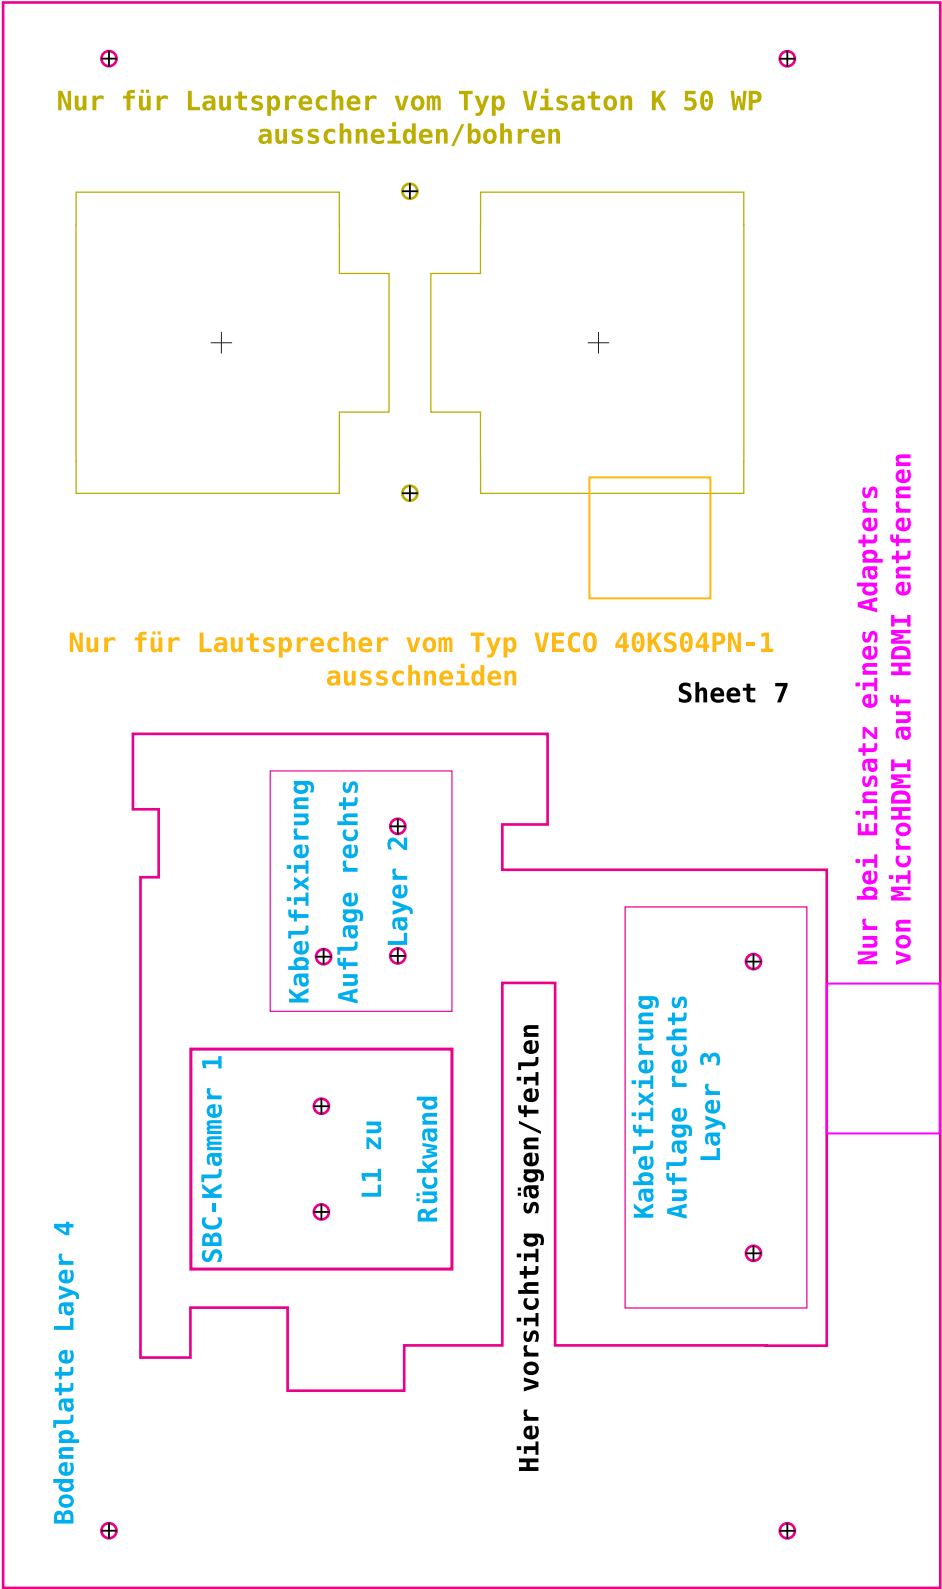 Nur für Lautsprecher vom Typ Visaton K 50 WP
ausschneiden/bohren
Nur für Lautsprecher vom Typ VECO 40KS04PN-1
ausschneiden
Sheet 7
Nur bei Einsatz eines Adapters
von MicroHDMI auf HDMI entfernen
Kabelfixierung
Auflage rechts
Layer 2
Kabelfixierung
Auflage rechts
Layer 3
SBC-Klammer 1
L1 zu
Rückwand
Hier vorsichtig sägen/feilen
Bodenplatte Layer 4